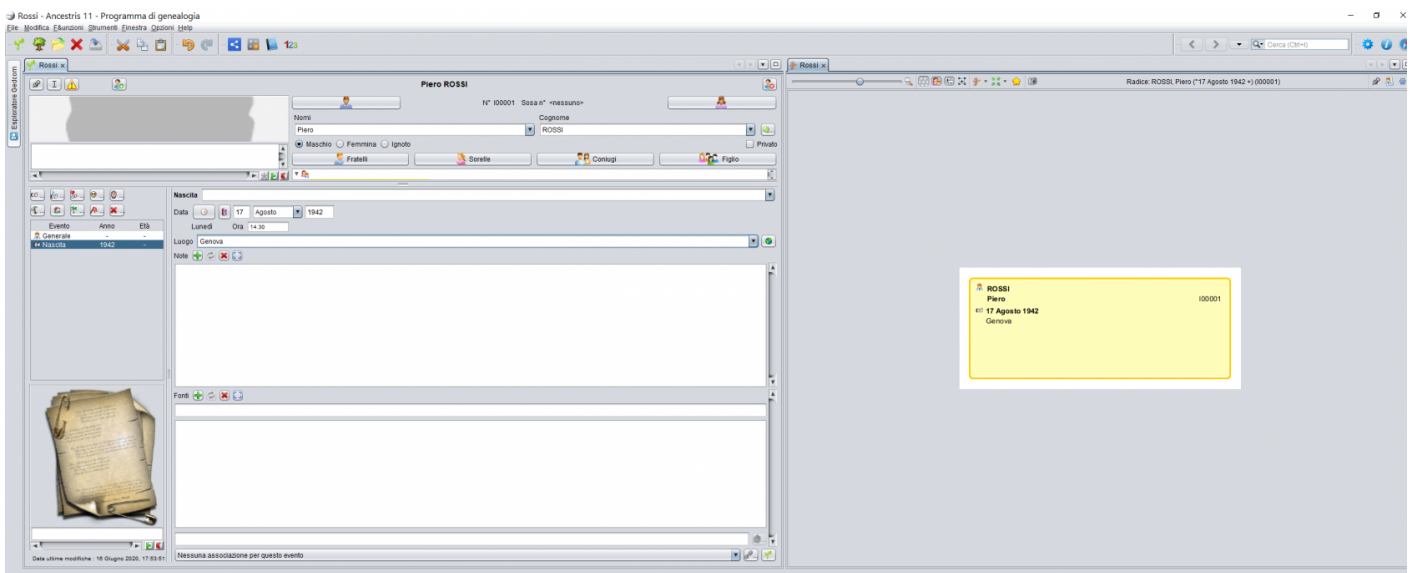 Rossi - Ancestris 11 - Programma di genealogia
File Modifica E&unzioni Strumenti Finestra Opzioni Help
123
Cerca (Ctrl+I)
Esploratore Gedcom
Rossi x
Rossi x
Piero ROSSI
Radice: ROSSI, Piero (*17 Agosto 1942 +) (I00001)
N° I00001 Sosa n° <nessuno>
Nomi Cognome
Piero ROSSI
Maschio Femmina Ignoto Privato
Fratelli Sorelle Coniugi Figlio
Nascita
Data 17 Agosto 1942
Lunedì Ora 14.30
Luogo Genova
Evento Anno Età
Generale - -
Nascita 1942 -
Note
Fonti
Nessuna associazione per questo evento
Data ultime modifiche : 16 Giugno 2020, 17:53:51
ROSSI
Piero I00001
17 Agosto 1942
Genova